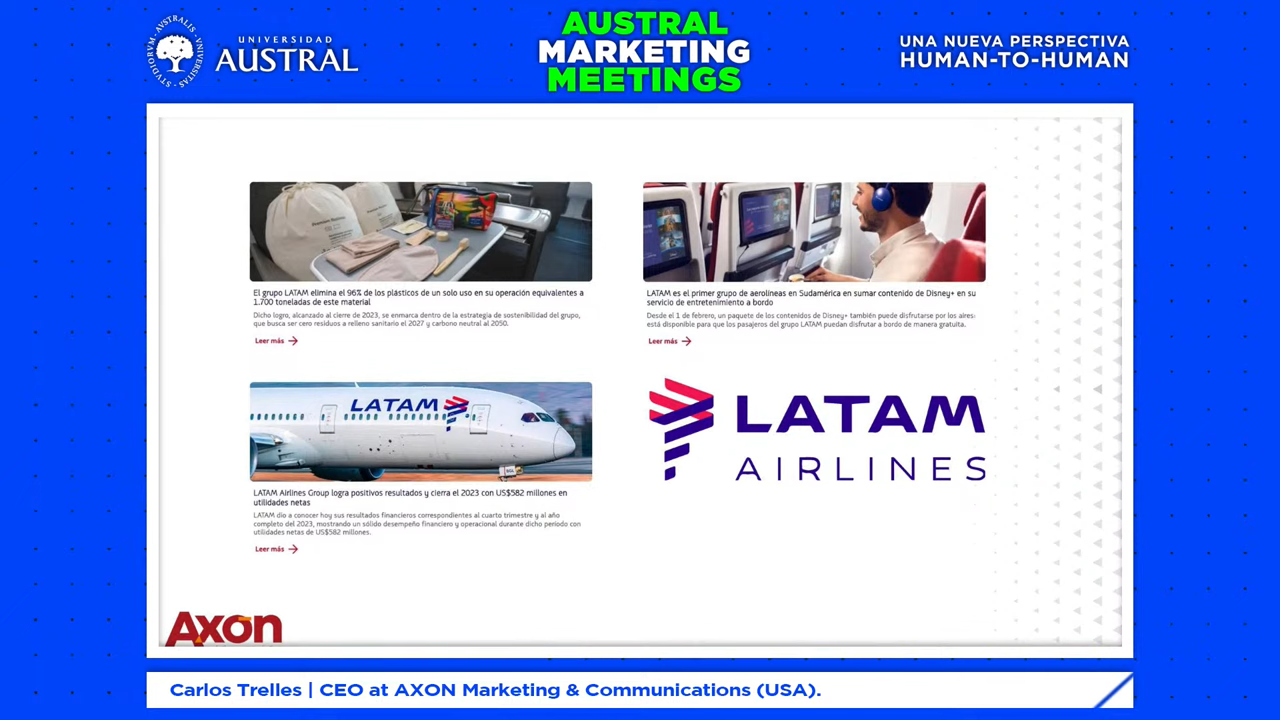 UNIVERSIDAD
AUSTRAL
STUDIORUM AUSTRALIS UNIVERSITAS
AUSTRAL
MARKETING
MEETINGS
UNA NUEVA PERSPECTIVA
HUMAN-TO-HUMAN
El grupo LATAM elimina el 96% de los plásticos de un solo uso en su operación equivalentes a
1.700 toneladas de este material
Dicho logro, alcanzado al cierre de 2023, se enmarca dentro de la estrategia de sostenibilidad del grupo,
que busca ser cero residuos a relleno sanitario el 2027 y carbono neutral al 2050.
Leer más
LATAM es el primer grupo de aerolíneas en Sudamérica en sumar contenido de Disney+ en su
servicio de entretenimiento a bordo
Desde el 1 de febrero, un paquete de los contenidos de Disney+ también puede disfrutarse por los aires-
está disponible para que los pasajeros del grupo LATAM puedan disfrutar a bordo de manera gratuita.
Leer más
LATAM
LATAM Airlines Group logra positivos resultados y cierra el 2023 con US$582 millones en
utilidades netas
LATAM dio a conocer hoy sus resultados financieros correspondientes al cuarto trimestre y al año
completo del 2023, mostrando un sólido desempeño financiero y operacional durante dicho periodo con
utilidades netas de US$582 millones.
Leer más
LATAM
AIRLINES
Axon
Carlos Trelles | CEO at AXON Marketing & Communications (USA).